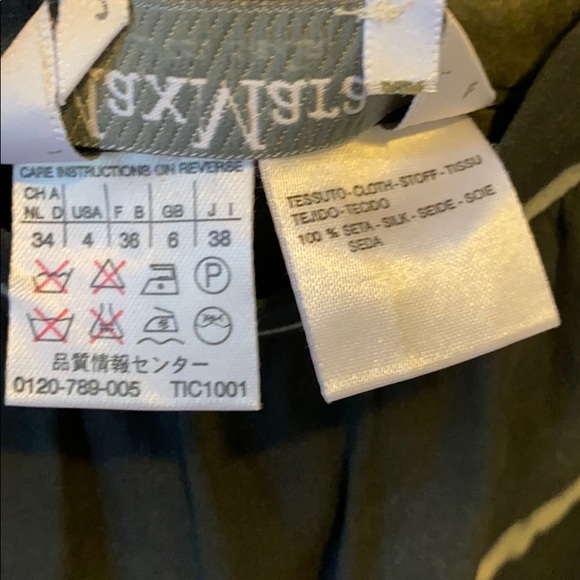 MaxMara
CARE INSTRUCTIONS ON REVERSE
CH A
NL D USA F B GB J I
34 4 36 6 38
P
品質情報センター
0120-789-005 TIC1001
TESSUTO-CLOTH-STOFF-TISSU
TEJIDO-TECIDO
100 % SETA - SILK - SEIDE - SOIE
SEDA